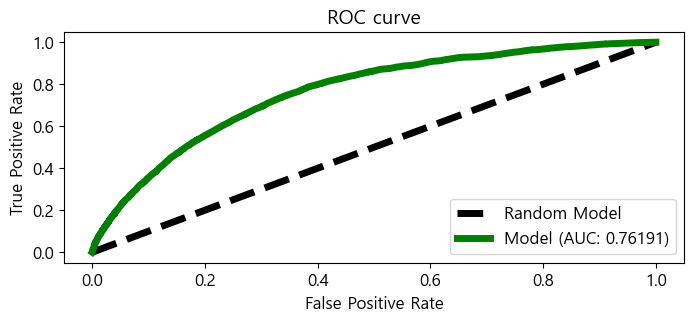 ROC curve
1.0
0.8
0.6
0.4
0.2
0.0
True Positive Rate
Random Model
Model (AUC: 0.76191)
0.0 0.2 0.4 0.6 0.8 1.0
False Positive Rate